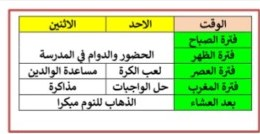 الوقت الاحد الاثنين
فترة الصباح
الحضور والدوام في المدرسة
فترة الظهر
فترة العصر لعب الكرة مساعدة الوالدين
فترة المغرب حل الواجبات مذاكرة
بعد العشاء الذهاب للنوم مبكرا